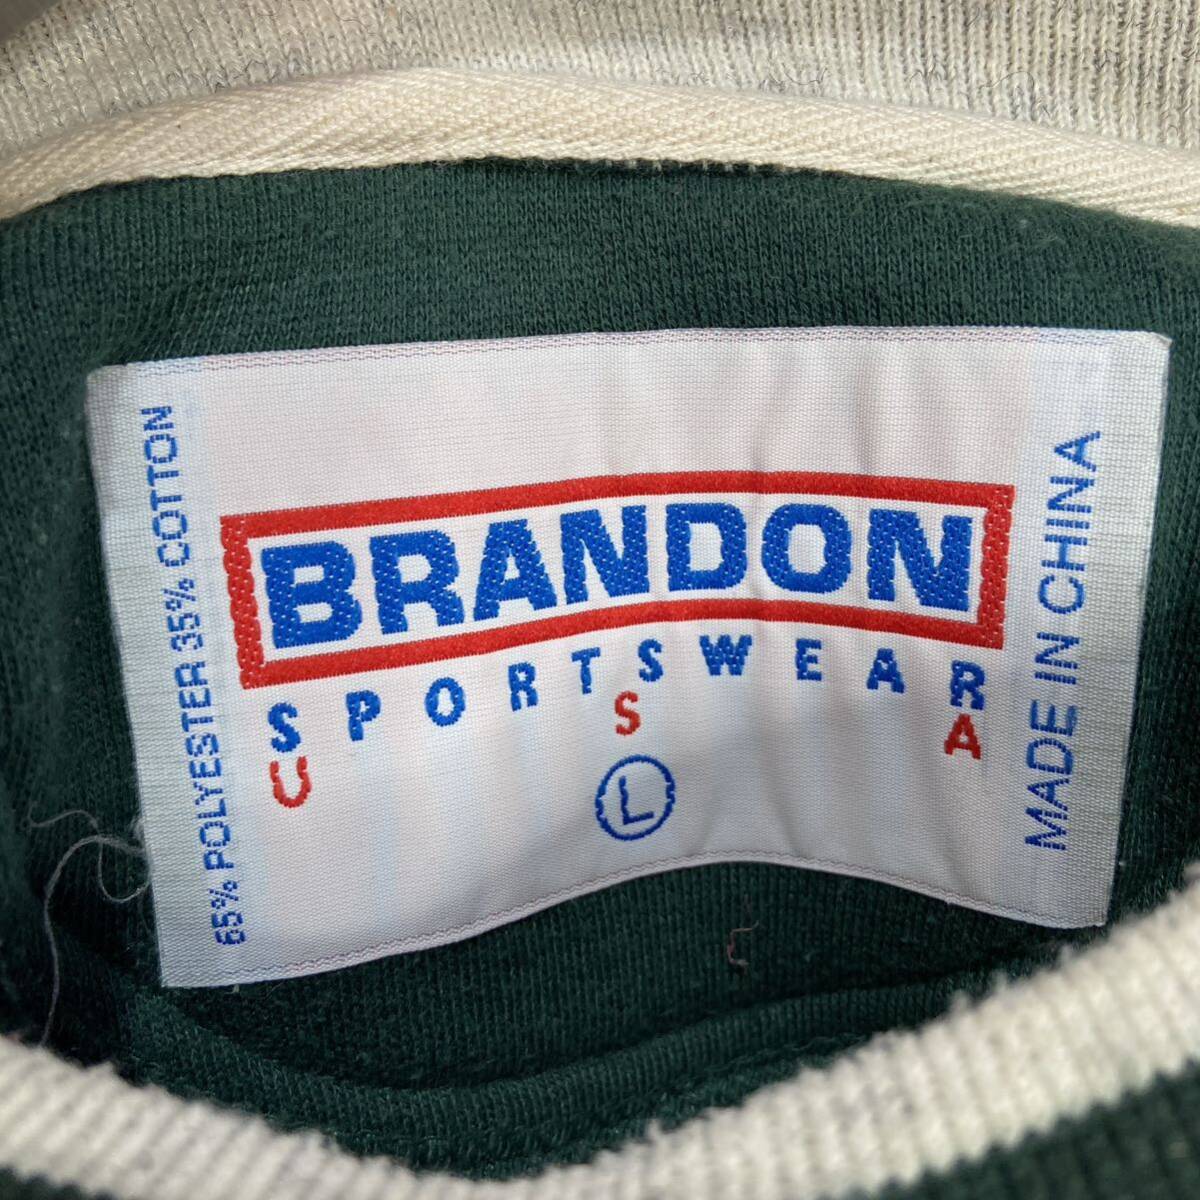 65% POLYESTER 35% COTTON
BRANDON
SPORTSWEAR
U S A
L
MADE IN CHINA